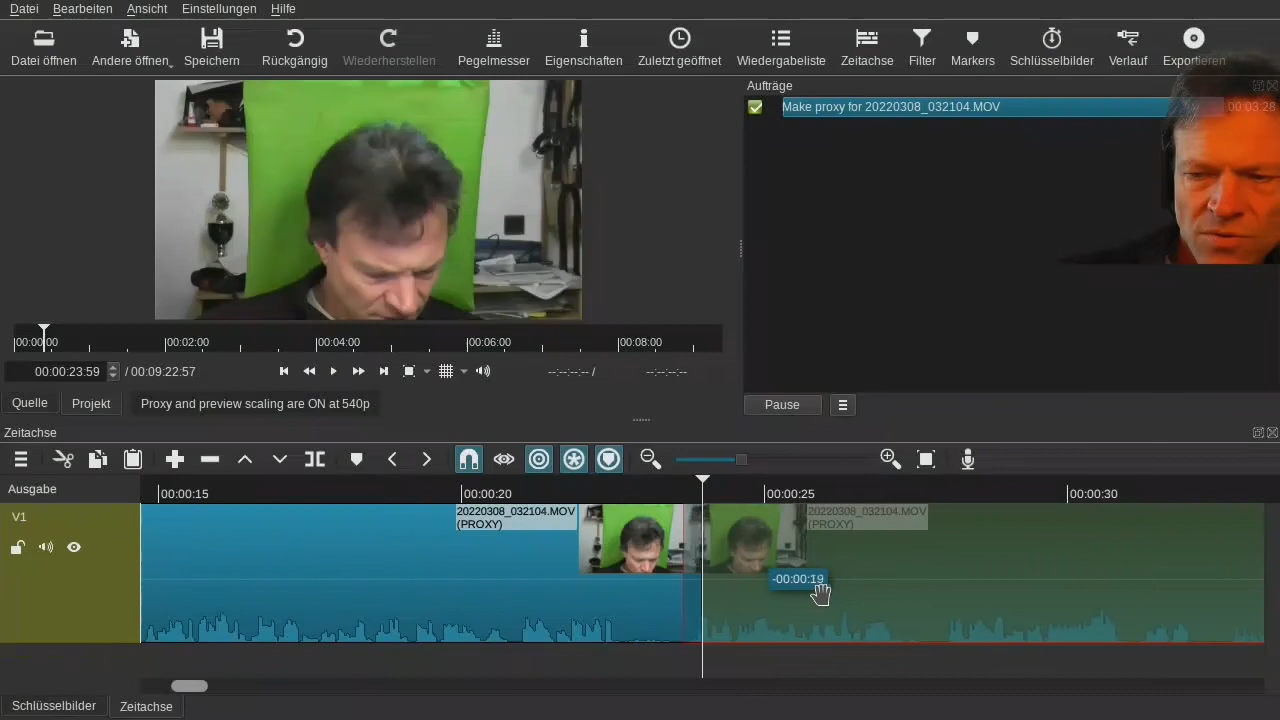 Datei Bearbeiten Ansicht Einstellungen Hilfe
Datei öffnen Andere öffnen... Speichern Rückgängig Wiederherstellen Pegelmesser Eigenschaften Zuletzt geöffnet Wiedergabeliste Zeitachse Filter Markers Schlüsselbilder Verlauf Exportieren
Aufträge
Make proxy for 20220308_032104.MOV 00:03:28
00:00:00 00:02:00 00:04:00 00:06:00 00:08:00
00:00:23:59 / 00:09:22:57 --:--:--:-- / --:--:--:--
Quelle Projekt Proxy and preview scaling are ON at 540p
Pause
Zeitachse
Ausgabe 00:00:15 00:00:20 00:00:25 00:00:30
V1
20220308_032104.MOV
(PROXY)
20220308_032104.MOV
(PROXY)
-00:00:19
Schlüsselbilder Zeitachse